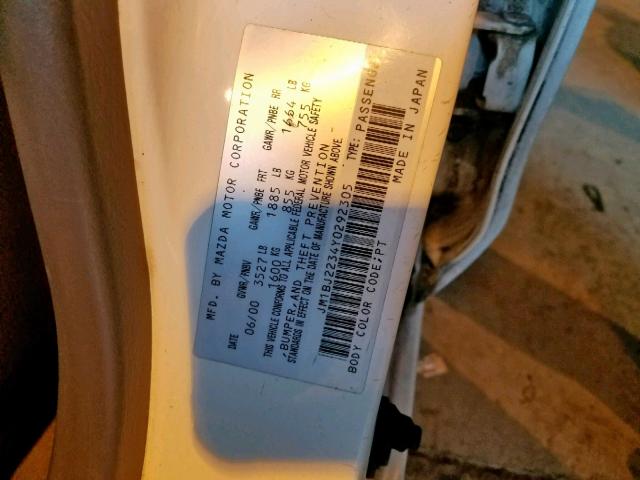 MFD. BY MAZDA MOTOR CORPORATION
DATE GVWR/PNBV GAWR/PNBE FRT GAWR/PNBE RR
06/00 3527 LB 1885 LB 1664 LB
1600 KG 855 KG 755 KG
THIS VEHICLE CONFORMS TO ALL APPLICABLE FEDERAL MOTOR VEHICLE SAFETY
,BUMPER,AND THEFT PREVENTION
STANDARDS IN EFFECT ON THE DATE OF MANUFACTURE SHOWN ABOVE
JM1BJ2234Y0292305 TYPE: PASSENGER
BODY COLOR CODE;PT MADE IN JAPAN